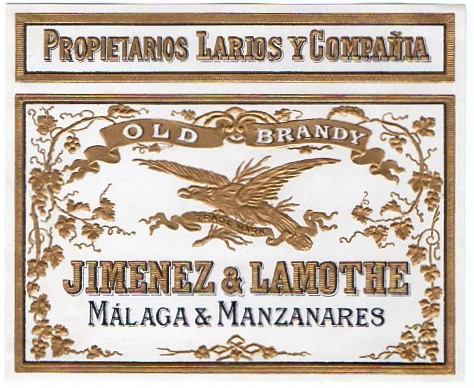 PROPIETARIOS LARIOS Y COMPAÑIA
OLD BRANDY
TRADE MARK
JIMENEZ & LAMOTHE
MÁLAGA & MANZANARES